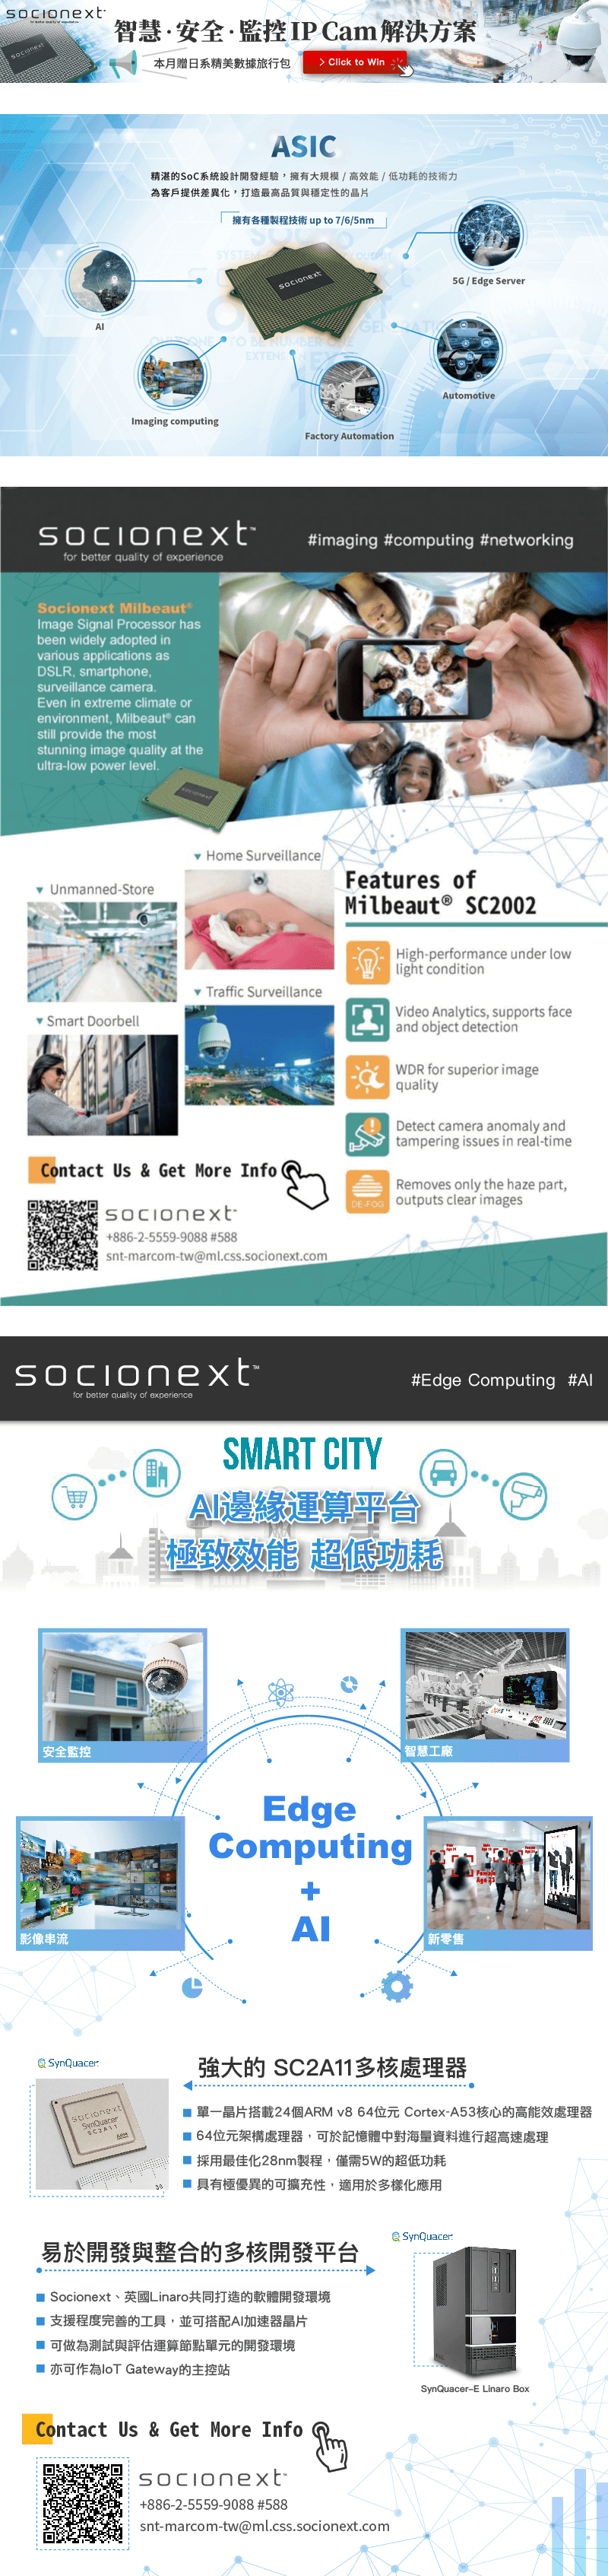 socionext™
for better quality of experience
智慧·安全·監控 IP Cam 解決方案
本月贈日系精美數據旅行包
> Click to Win
ASIC
精湛的SoC系統設計開發經驗，擁有大規模 / 高效能 / 低功耗的技術力
為客戶提供差異化，打造最高品質與穩定性的晶片
擁有各種製程技術 up to 7/6/5nm
socionext
5G / Edge Server
AI
Automotive
Imaging computing
Factory Automation
socionext™
for better quality of experience
#imaging #computing #networking
Socionext Milbeaut®
Image Signal Processor has
been widely adopted in
various applications as
DSLR, smartphone,
surveillance camera.
Even in extreme climate or
environment, Milbeaut® can
still provide the most
stunning image quality at the
ultra-low power level.
▼ Home Surveillance
▼ Unmanned-Store
▼ Traffic Surveillance
▼ Smart Doorbell
Features of
Milbeaut® SC2002
High-performance under low
light condition
Video Analytics, supports face
and object detection
WDR for superior image
quality
Detect camera anomaly and
tampering issues in real-time
DE-FOG
Removes only the haze part,
outputs clear images
Contact Us & Get More Info
socionext™
+886-2-5559-9088 #588
snt-marcom-tw@ml.css.socionext.com
socionext™
for better quality of experience
#Edge Computing #AI
SMART CITY
AI邊緣運算平台
極致效能 超低功耗
安全監控
智慧工廠
影像串流
新零售
Edge
Computing
+
AI
SynQuacer
socionext
SynQuacer
SC2A11
強大的 SC2A11多核處理器
■ 單一晶片搭載24個ARM v8 64位元 Cortex-A53核心的高能效處理器
■ 64位元架構處理器，可於記憶體中對海量資料進行超高速處理
■ 採用最佳化28nm製程，僅需5W的超低功耗
■ 具有極優異的可擴充性，適用於多樣化應用
易於開發與整合的多核開發平台
■ Socionext、英國Linaro共同打造的軟體開發環境
■ 支援程度完善的工具，並可搭配AI加速器晶片
■ 可做為測試與評估運算節點單元的開發環境
■ 亦可作為IoT Gateway的主控站
SynQuacer
SynQuacer-E Linaro Box
Contact Us & Get More Info
socionext™
+886-2-5559-9088 #588
snt-marcom-tw@ml.css.socionext.com